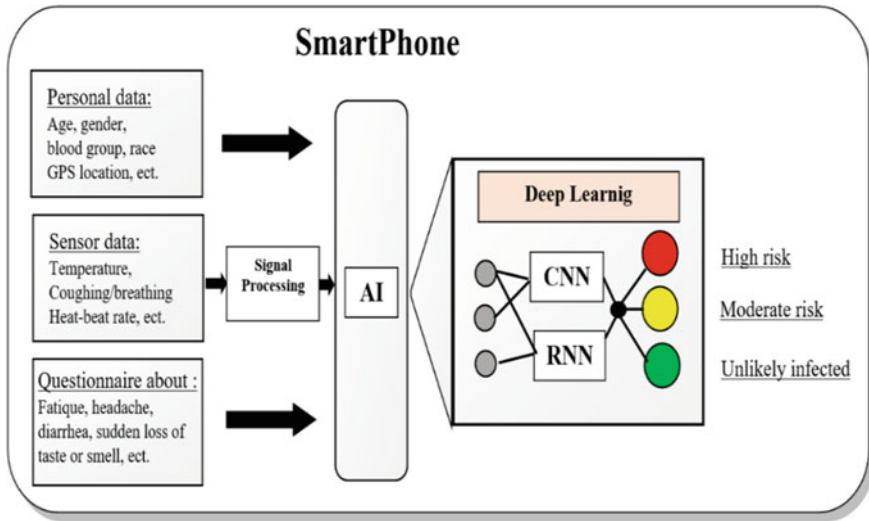 SmartPhone
Personal data:
Age, gender,
blood group, race
GPS location, ect.
Sensor data:
Temperature,
Coughing/breathing
Heat-beat rate, ect.
Signal
Processing
Questionnaire about :
Fatique, headache,
diarrhea, sudden loss of
taste or smell, ect.
AI
Deep Learnig
CNN
RNN
High risk
Moderate risk
Unlikely infected